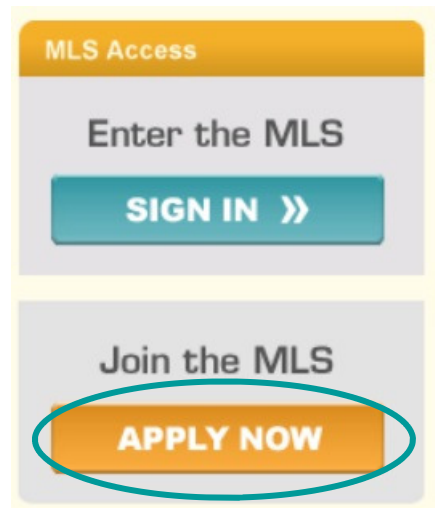 MLS Access
Enter the MLS
SIGN IN »
Join the MLS
APPLY NOW